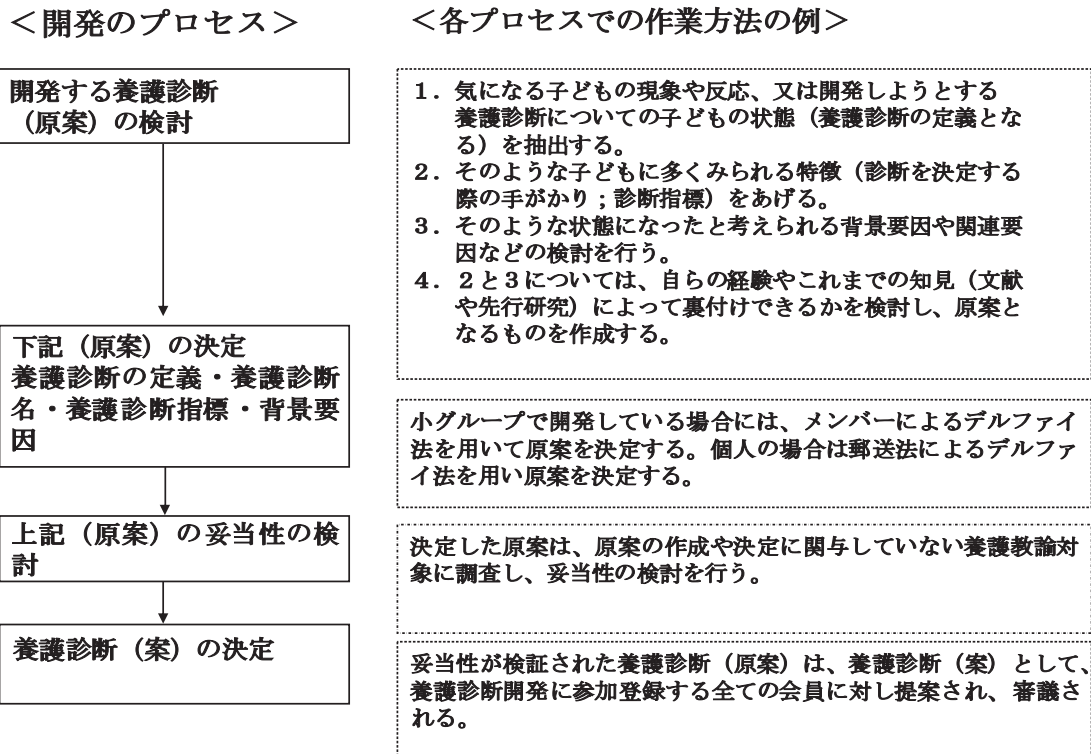 ＜開発のプロセス＞
＜各プロセスでの作業方法の例＞
開発する養護診断
（原案）の検討
1．気になる子どもの現象や反応、又は開発しようとする
養護診断についての子どもの状態（養護診断の定義とな
る）を抽出する。
2．そのような子どもに多くみられる特徴（診断を決定する
際の手がかり；診断指標）をあげる。
3．そのような状態になったと考えられる背景要因や関連要
因などの検討を行う。
4．2と3については、自らの経験やこれまでの知見（文献
や先行研究）によって裏付けできるかを検討し、原案と
なるものを作成する。
下記（原案）の決定
養護診断の定義・養護診断
名・養護診断指標・背景要
因
小グループで開発している場合には、メンバーによるデルファイ
法を用いて原案を決定する。個人の場合は郵送法によるデルファ
イ法を用い原案を決定する。
上記（原案）の妥当性の検
討
決定した原案は、原案の作成や決定に関与していない養護教諭対
象に調査し、妥当性の検討を行う。
養護診断（案）の決定
妥当性が検証された養護診断（原案）は、養護診断（案）として、
養護診断開発に参加登録する全ての会員に対し提案され、審議さ
れる。